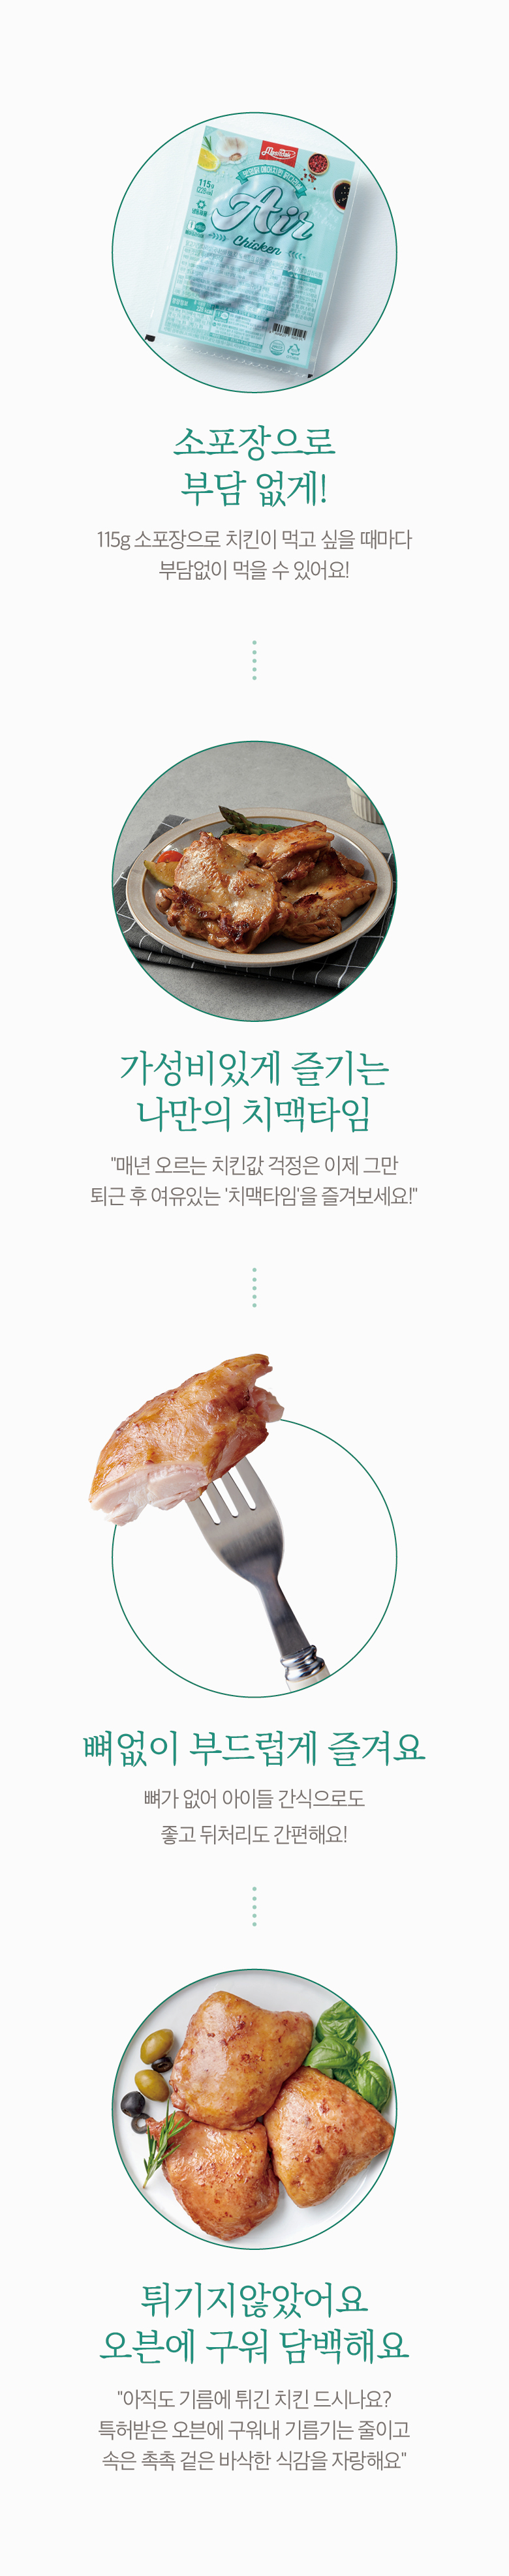 115g
Air
Chicken
소포장으로
부담 없게!
115g 소포장으로 치킨이 먹고 싶을 때마다
부담없이 먹을 수 있어요!
가성비있게 즐기는
나만의 치맥타임
"매년 오르는 치킨값 걱정은 이제 그만
퇴근 후 여유있는 '치맥타임'을 즐겨보세요!"
뼈없이 부드럽게 즐겨요
뼈가 없어 아이들 간식으로도
좋고 뒤처리도 간편해요!
튀기지않았어요
오븐에 구워 담백해요
"아직도 기름에 튀긴 치킨 드시나요?
특허받은 오븐에 구워내 기름기는 줄이고
속은 촉촉 겉은 바삭한 식감을 자랑해요"